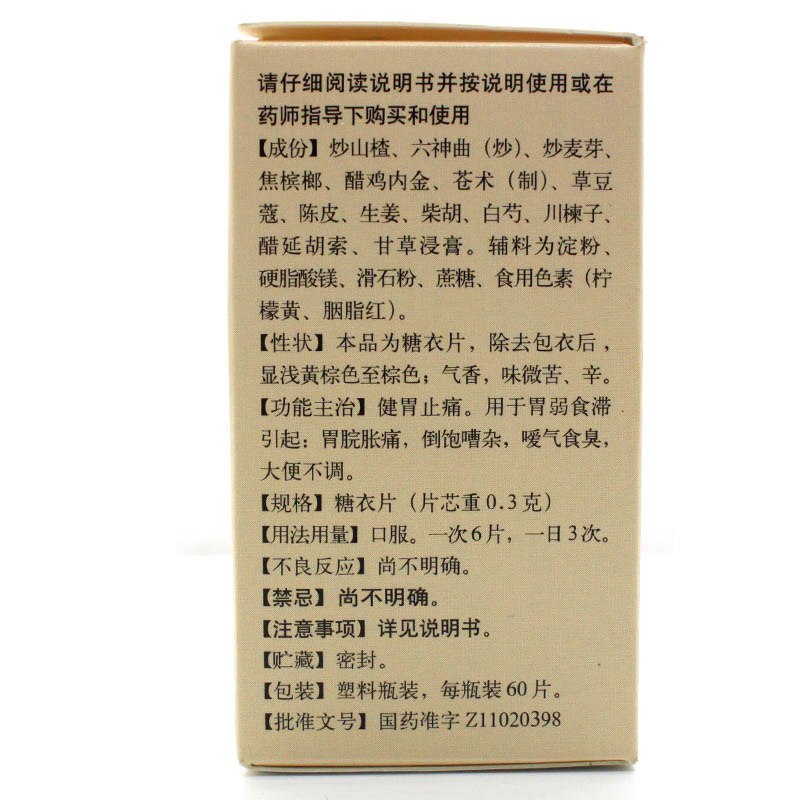 请仔细阅读说明书并按说明使用或在
药师指导下购买和使用
【成份】炒山楂、六神曲（炒）、炒麦芽、
焦槟榔、醋鸡内金、苍术（制）、草豆
蔻、陈皮、生姜、柴胡、白芍、川楝子、
醋延胡索、甘草浸膏。辅料为淀粉、
硬脂酸镁、滑石粉、蔗糖、食用色素（柠
檬黄、胭脂红）。
【性状】本品为糖衣片，除去包衣后，
显浅黄棕色至棕色；气香，味微苦、辛。
【功能主治】健胃止痛。用于胃弱食滞
引起：胃脘胀痛，倒饱嘈杂，嗳气食臭，
大便不调。
【规格】糖衣片（片芯重0.3克）
【用法用量】口服。一次6片，一日3次。
【不良反应】尚不明确。
【禁忌】尚不明确。
【注意事项】详见说明书。
【贮藏】密封。
【包装】塑料瓶装，每瓶装60片。
【批准文号】国药准字Z11020398